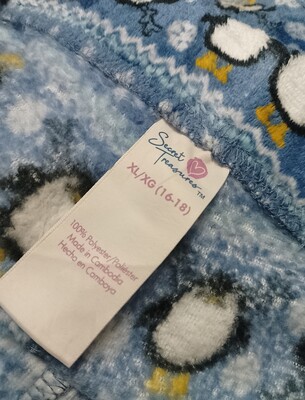 Secret
Treasures™
XL/XG (16-18)
100% Polyester/Poliéster
Made in Cambodia
Hecho en Camboya